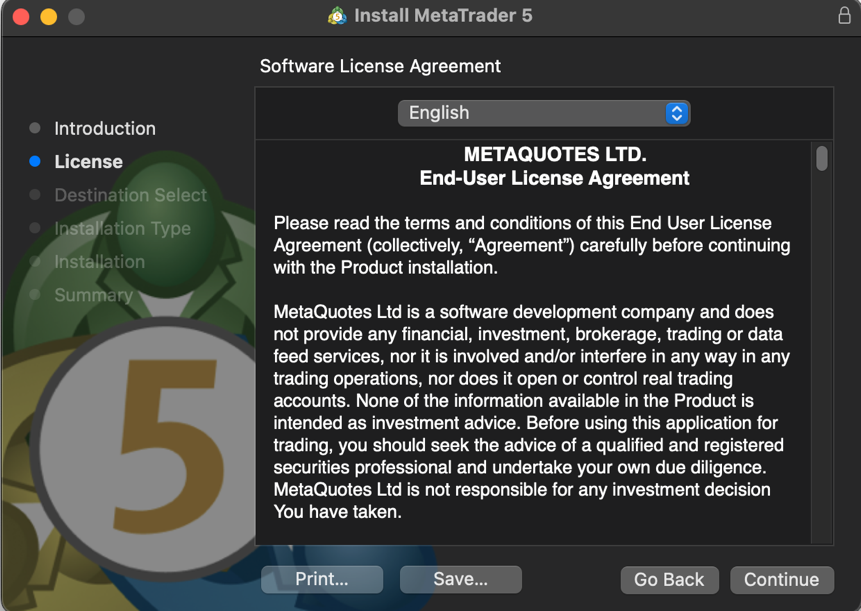 Install MetaTrader 5
Software License Agreement
Introduction
License
Destination Select
Installation Type
Installation
Summary
5
English
METAQUOTES LTD.
End-User License Agreement
Please read the terms and conditions of this End User License
Agreement (collectively, “Agreement”) carefully before continuing
with the Product installation.
MetaQuotes Ltd is a software development company and does
not provide any financial, investment, brokerage, trading or data
feed services, nor it is involved and/or interfere in any way in any
trading operations, nor does it open or control real trading
accounts. None of the information available in the Product is
intended as investment advice. Before using this application for
trading, you should seek the advice of a qualified and registered
securities professional and undertake your own due diligence.
MetaQuotes Ltd is not responsible for any investment decision
You have taken.
Print...
Save...
Go Back
Continue